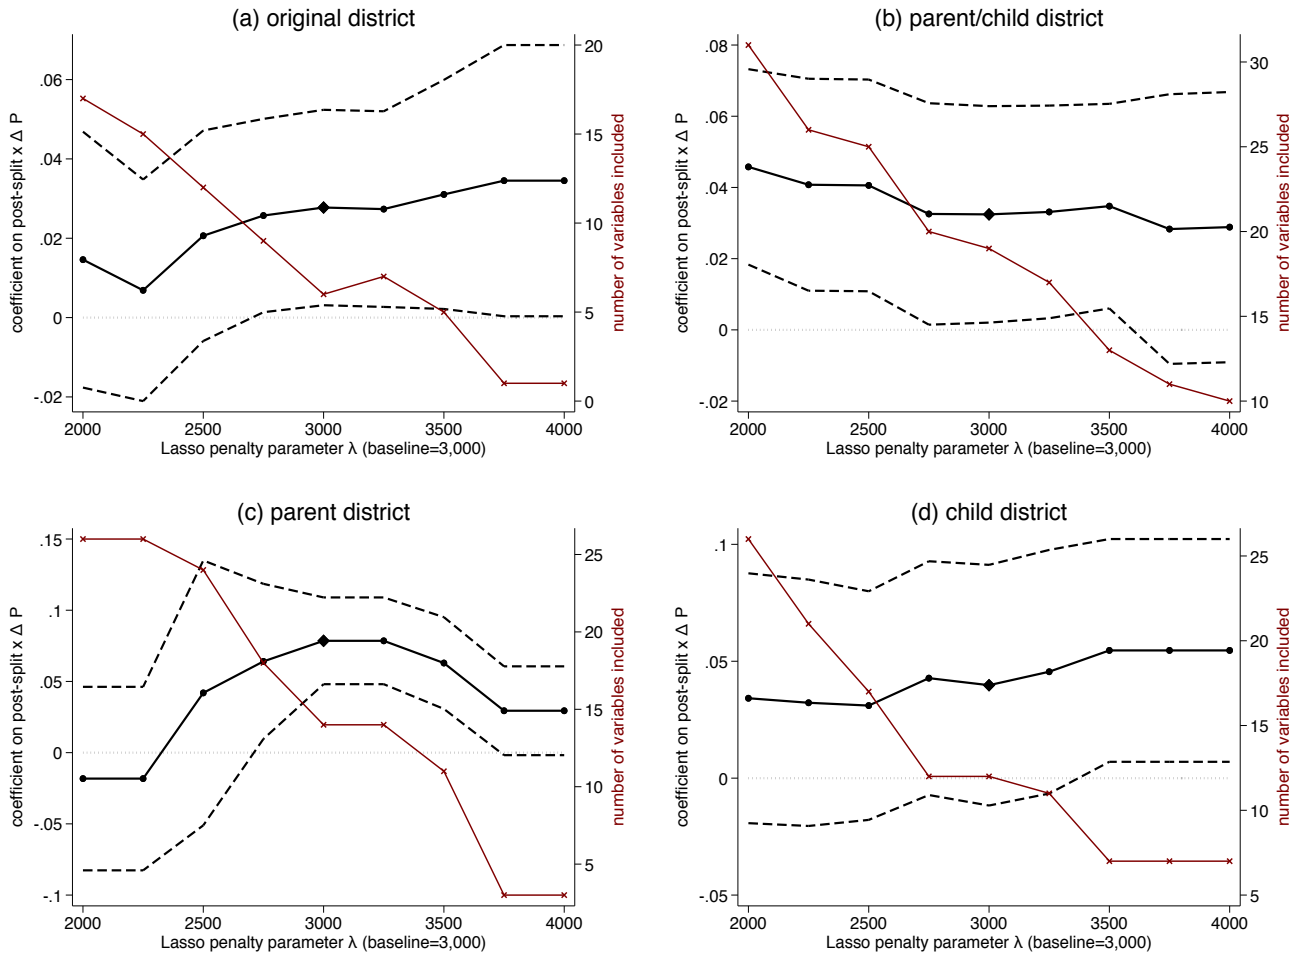 (a) original district
coefficient on post-split x Δ P
.06
.04
.02
0
-.02
20
15
10
5
0
number of variables included
2000 2500 3000 3500 4000
Lasso penalty parameter λ (baseline=3,000)
(b) parent/child district
coefficient on post-split x Δ P
.08
.06
.04
.02
0
-.02
30
25
20
15
10
number of variables included
2000 2500 3000 3500 4000
Lasso penalty parameter λ (baseline=3,000)
(c) parent district
coefficient on post-split x Δ P
.15
.1
.05
0
-.05
-.1
25
20
15
10
5
number of variables included
2000 2500 3000 3500 4000
Lasso penalty parameter λ (baseline=3,000)
(d) child district
coefficient on post-split x Δ P
.1
.05
0
-.05
25
20
15
10
5
number of variables included
2000 2500 3000 3500 4000
Lasso penalty parameter λ (baseline=3,000)